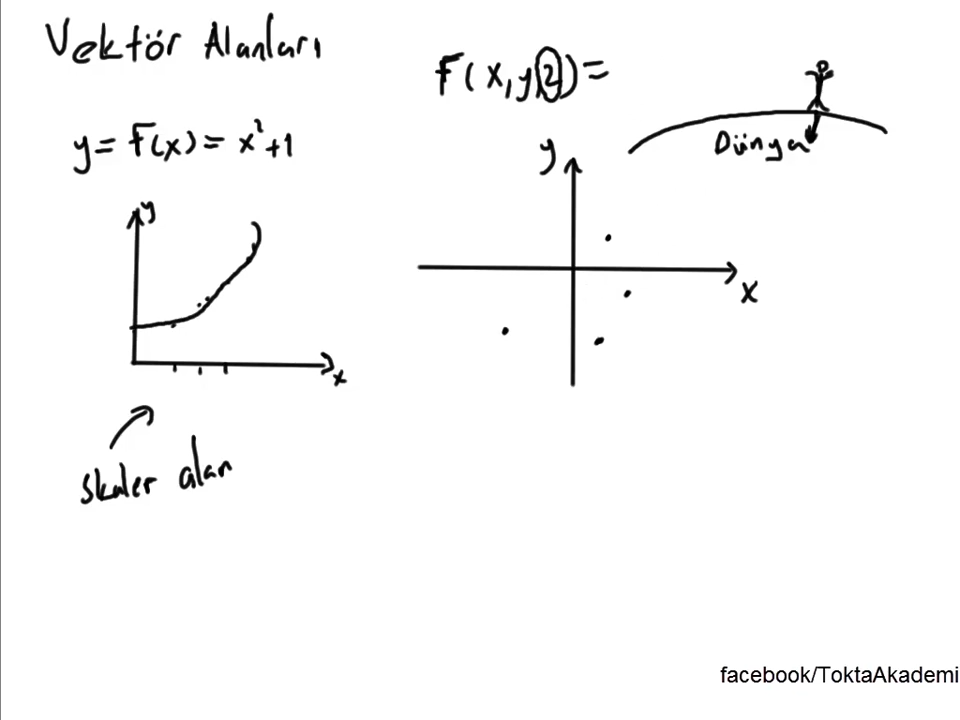 Vektör Alanları
y = F(x) = x²+1
y
x
skaler alan
F(x,y,z) =
Dünya
y
x
facebook/ToktaAkademi